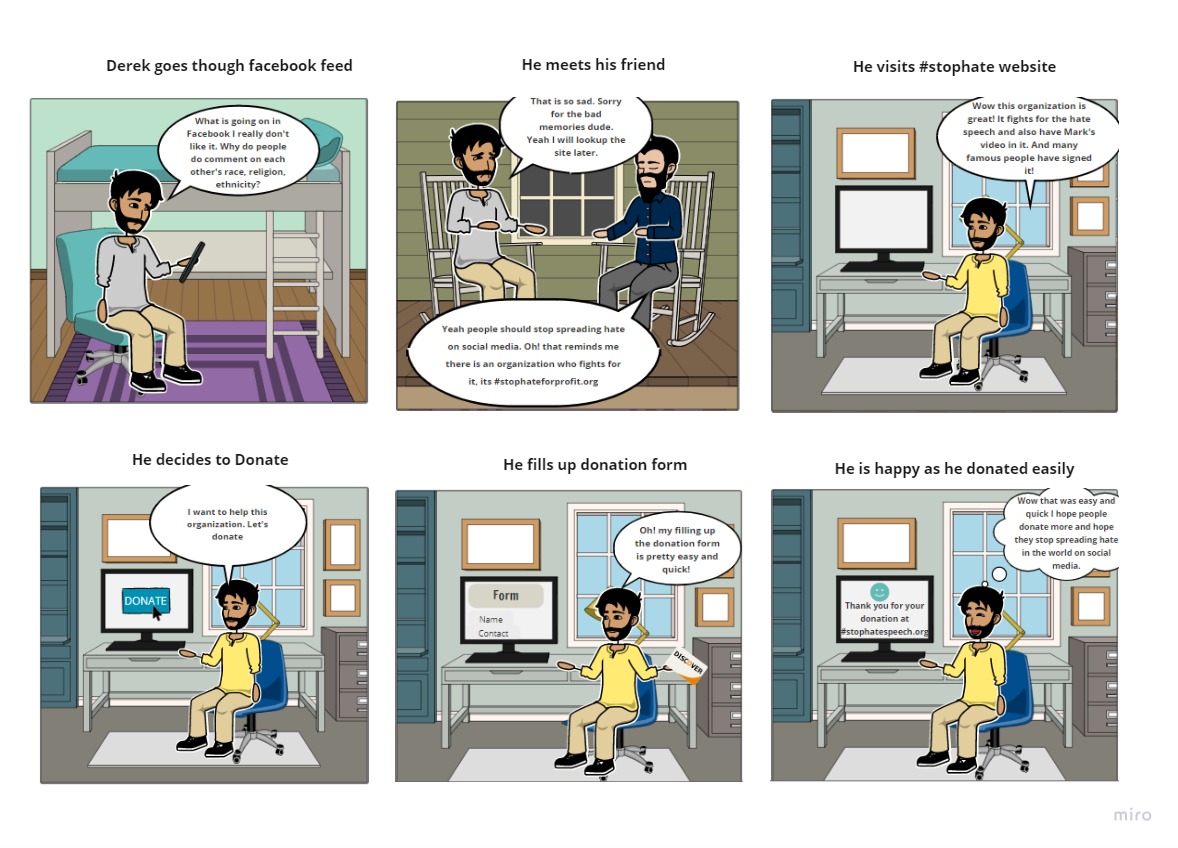 Derek goes though facebook feed
What is going on in
Facebook I really don't
like it. Why do people
do comment on each
other's race, religion,
ethnicity?
He meets his friend
That is so sad. Sorry
for the bad
memories dude.
Yeah I will lookup the
site later.
Yeah people should stop spreading hate
on social media. Oh! that reminds me
there is an organization who fights for
it, its #stophateforprofit.org
He visits #stophate website
Wow this organization is
great! It fights for the hate
speech and also have Mark's
video in it. And many
famous people have signed
it!
He decides to Donate
I want to help this
organization. Let's
donate
DONATE
He fills up donation form
Oh! my filling up
the donation form
is pretty easy and
quick!
Form
Name
Contact
DISCOVER
He is happy as he donated easily
Wow that was easy and
quick I hope people
donate more and hope
they stop spreading hate
in the world on social
media.
Thank you for your
donation at
#stophatespeech.org
miro